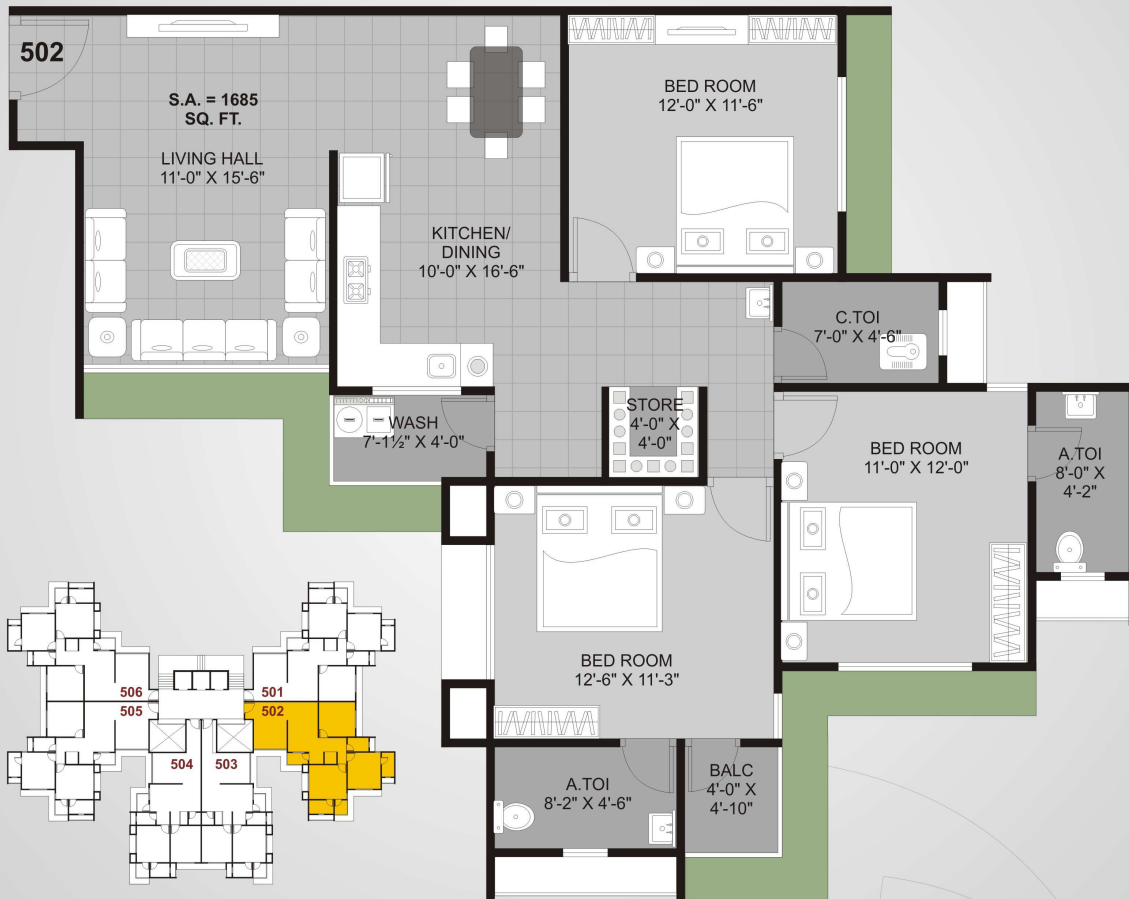 502
S.A. = 1685
SQ. FT.
LIVING HALL
11'-0" X 15'-6"
KITCHEN/
DINING
10'-0" X 16'-6"
BED ROOM
12'-0" X 11'-6"
C.TOI
7'-0" X 4'-6"
WASH
7'-1½" X 4'-0"
STORE
4'-0" X
4'-0"
BED ROOM
11'-0" X 12'-0"
A.TOI
8'-0" X
4'-2"
BED ROOM
12'-6" X 11'-3"
A.TOI
8'-2" X 4'-6"
BALC
4'-0" X
4'-10"
506
501
505
502
504
503